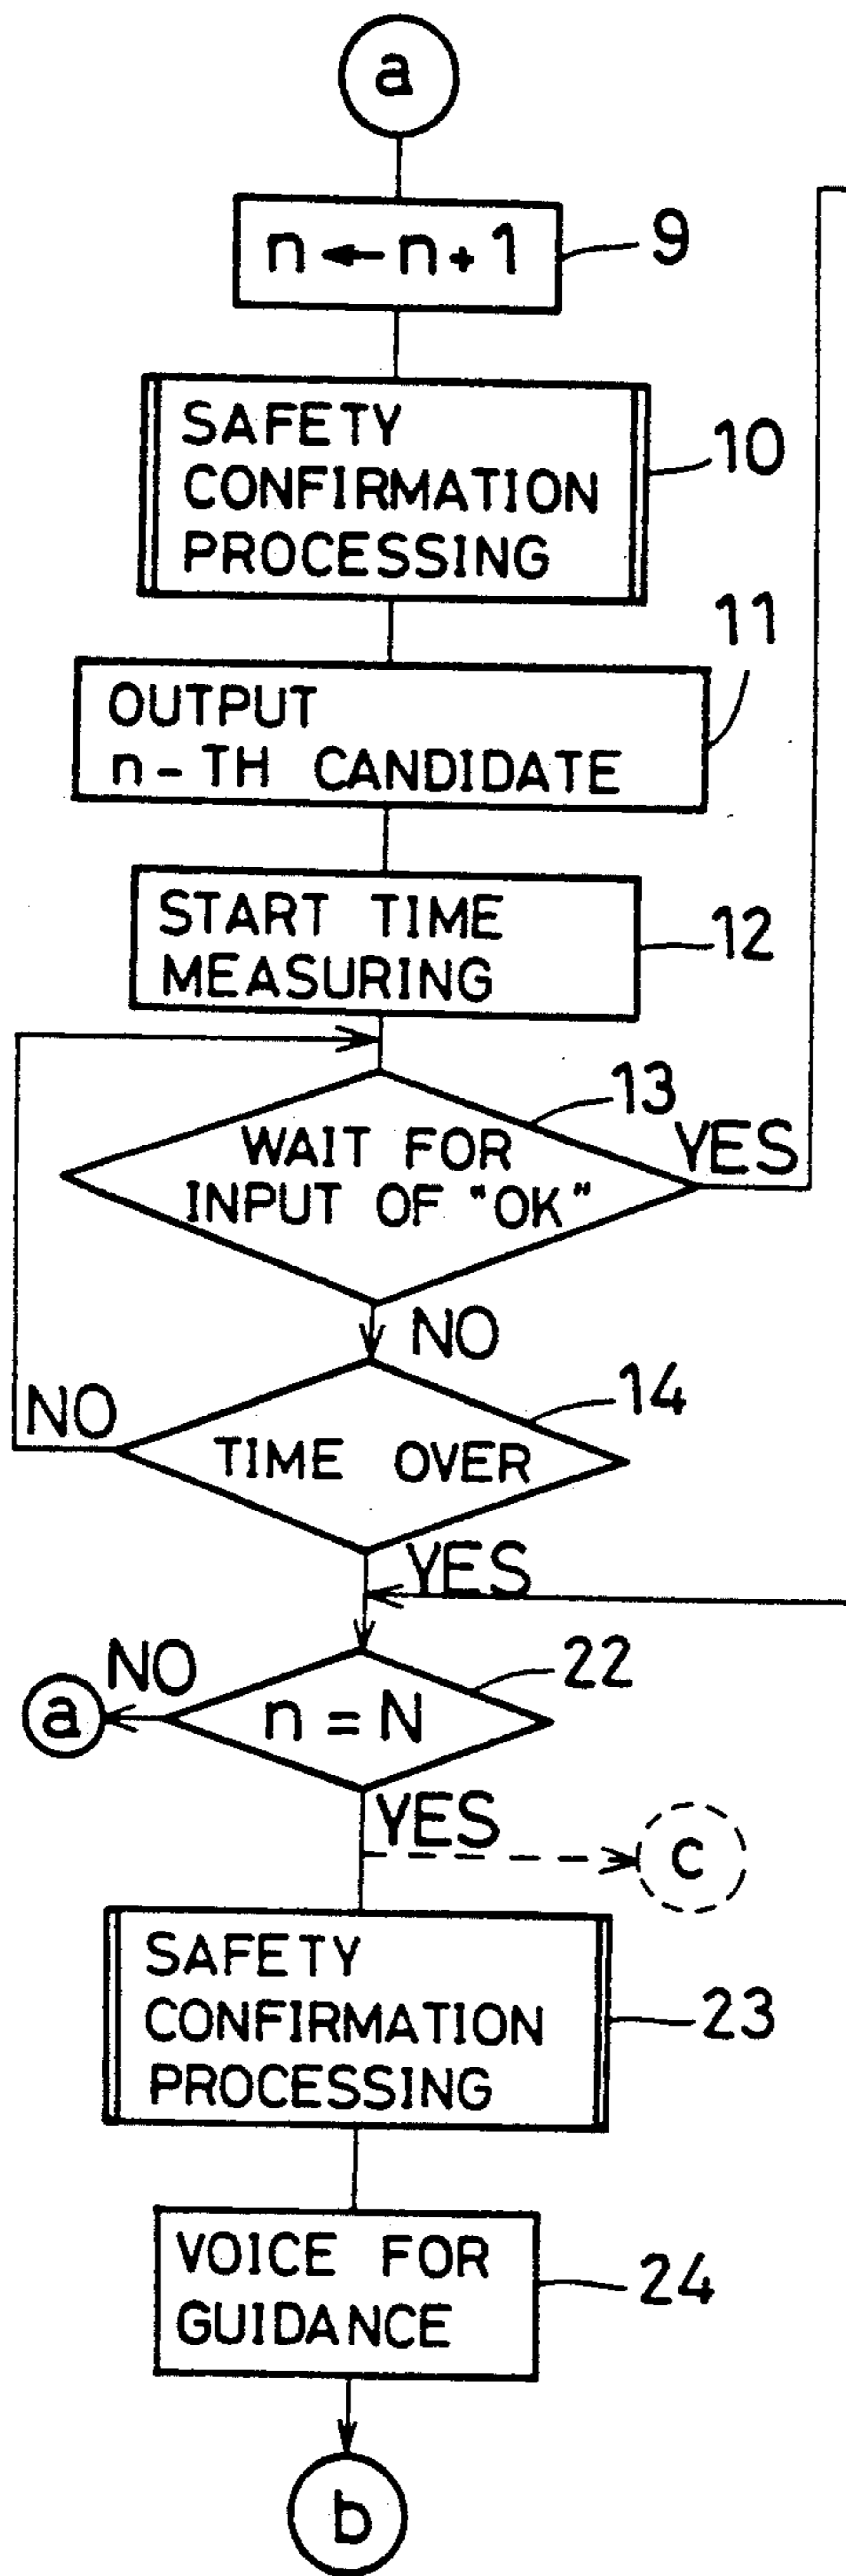 a
n ← n + 1
9
SAFETY
CONFIRMATION
PROCESSING
10
11
OUTPUT
n - TH CANDIDATE
START TIME
MEASURING
12
13
WAIT FOR
INPUT OF "OK"
YES
NO
14
NO
TIME OVER
YES
22
NO
a
n = N
YES
c
SAFETY
CONFIRMATION
PROCESSING
23
VOICE FOR
GUIDANCE
24
b